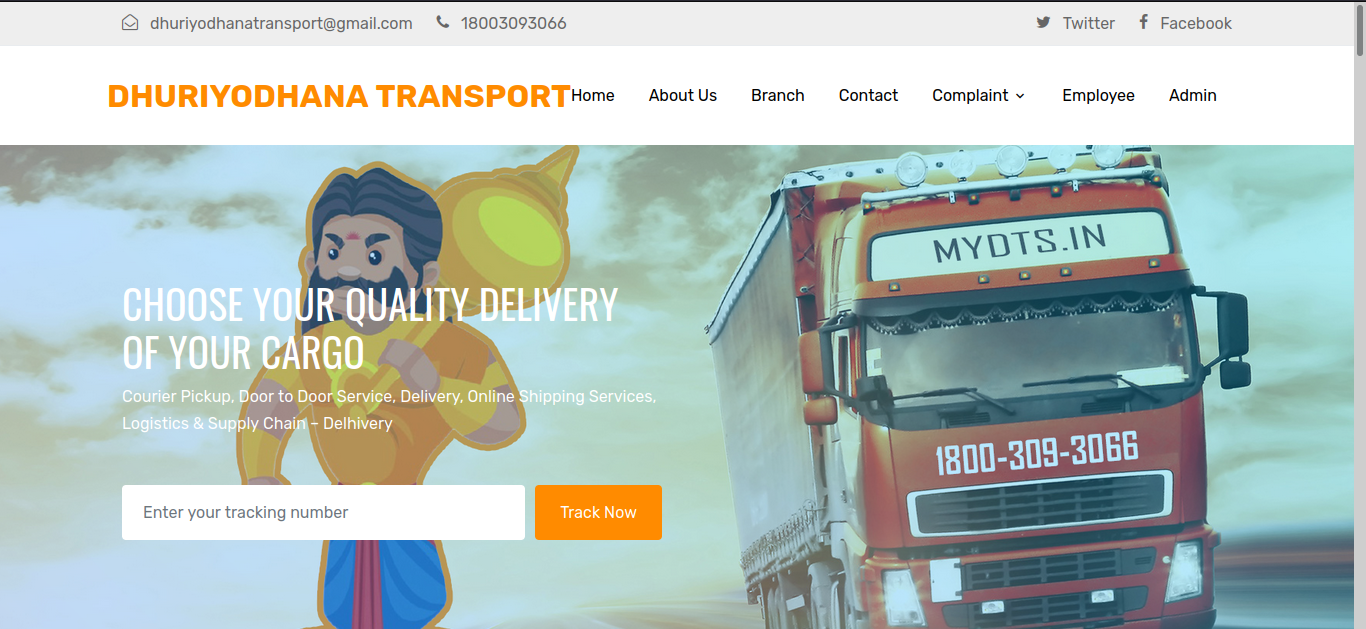 dhuriyodhanatransport@gmail.com 18003093066 Twitter Facebook
DHURIYODHANA TRANSPORT Home About Us Branch Contact Complaint Employee Admin
MYDTS.IN
CHOOSE YOUR QUALITY DELIVERY
OF YOUR CARGO
Courier Pickup, Door to Door Service, Delivery, Online Shipping Services,
Logistics & Supply Chain – Delhivery
1800-309-3066
Enter your tracking number Track Now